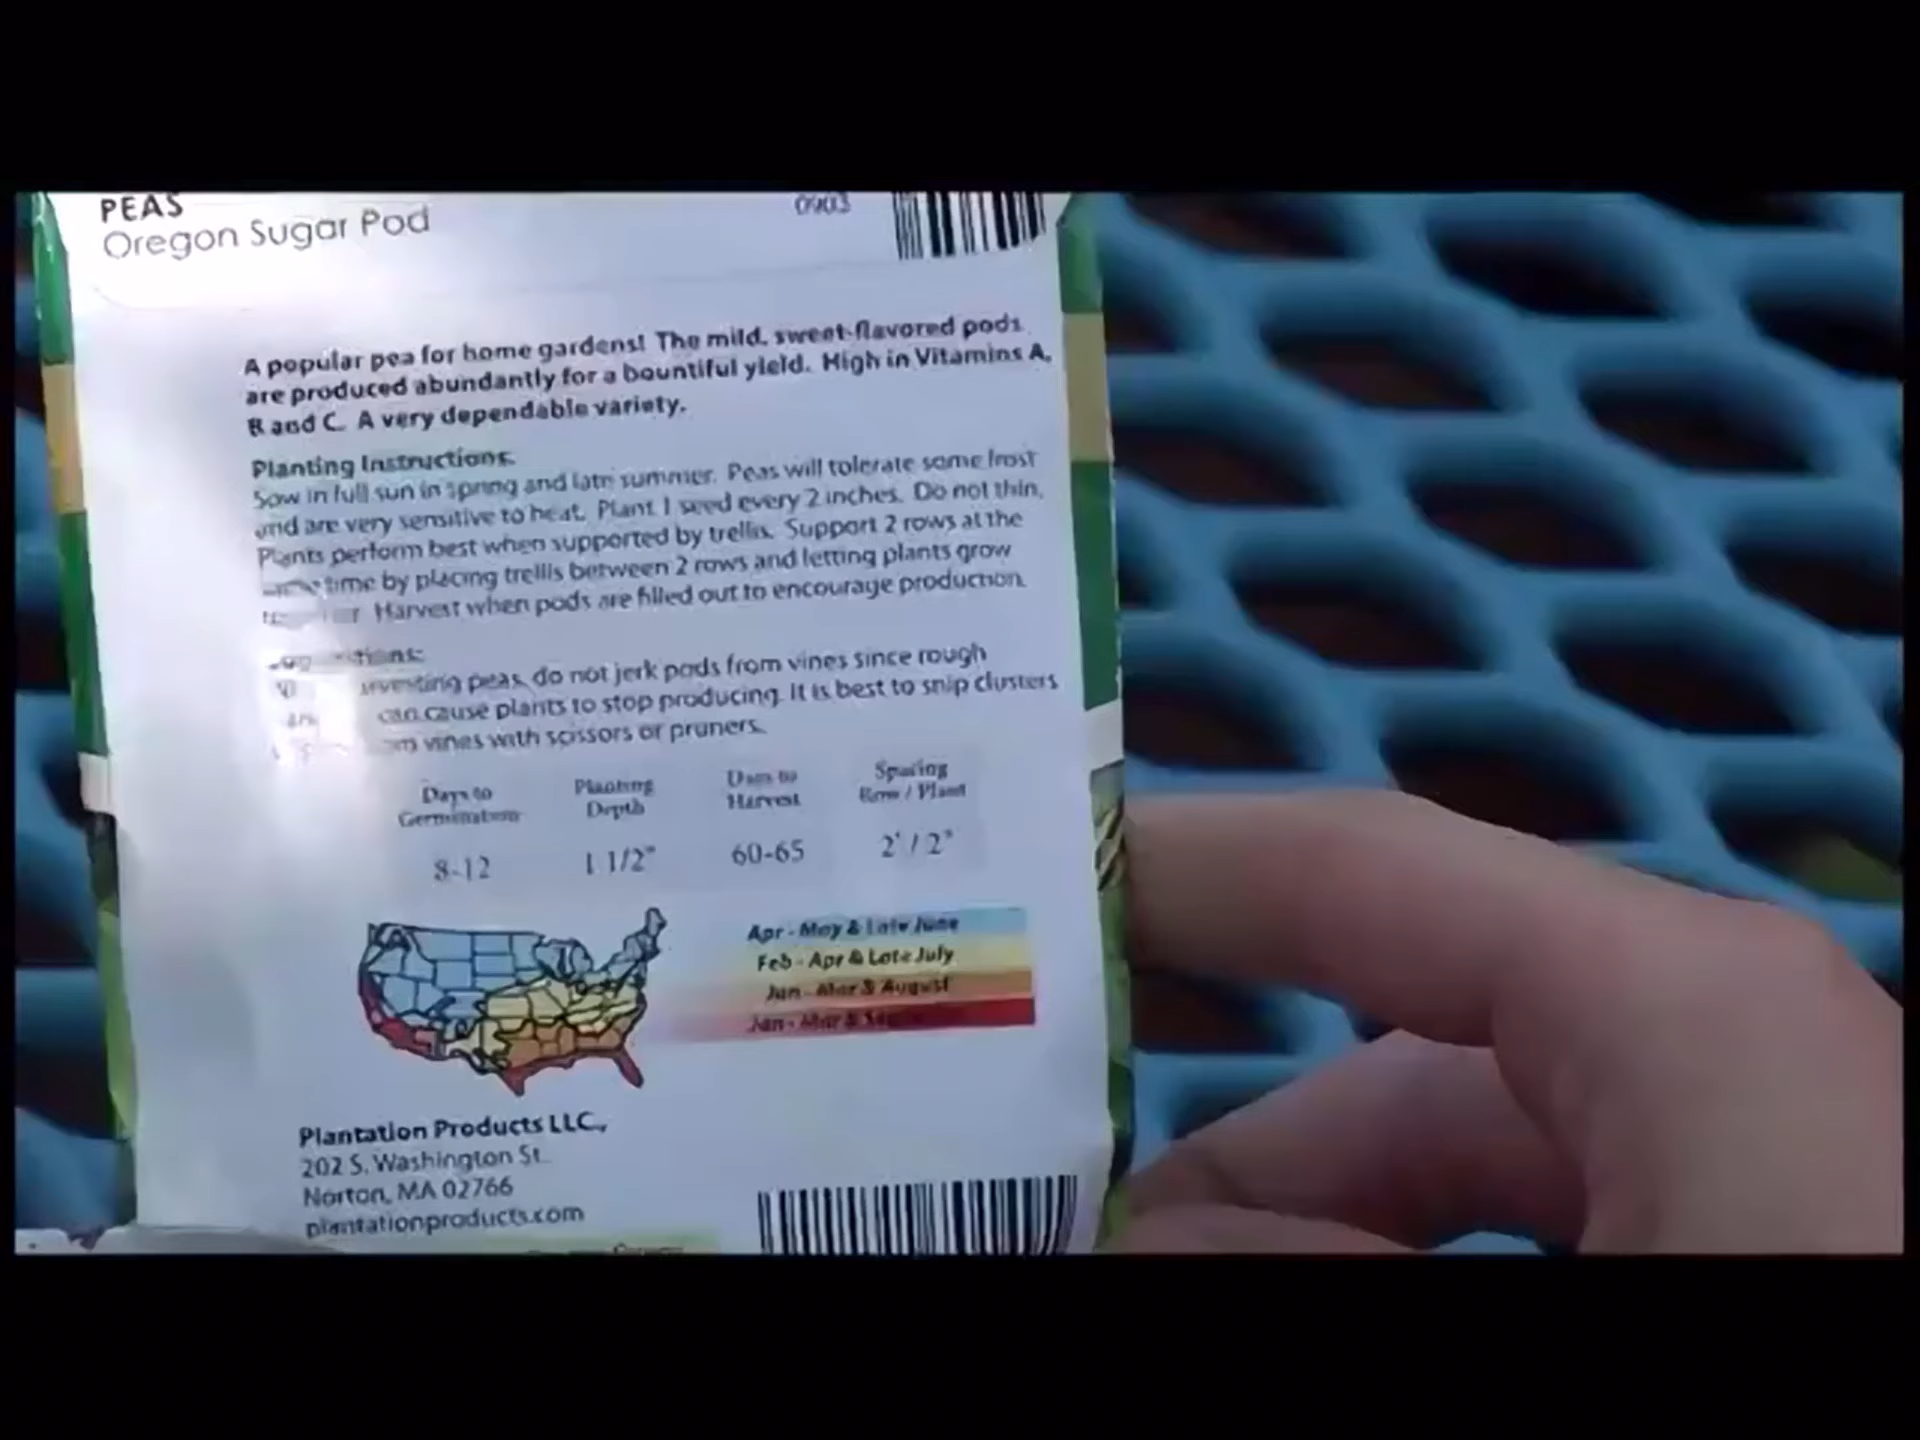 PEAS
Oregon Sugar Pod
0903
A popular pea for home gardens! The mild, sweet-flavored pods
are produced abundantly for a bountiful yield. High in Vitamins A,
B and C. A very dependable variety.
Planting Instructions:
Sow in full sun in spring and late summer. Peas will tolerate some frost
and are very sensitive to heat. Plant 1 seed every 2 inches. Do not thin.
Plants perform best when supported by trellis. Support 2 rows at the
time by placing trellis between 2 rows and letting plants grow
Harvest when pods are filled out to encourage production.
peas, do not jerk pods from vines since rough
can cause plants to stop producing. It is best to snip clusters
vines with scissors or pruners.
Days to Germination
Planting Depth
Days to Harvest
Spacing Row / Plant
8-12
1 1/2"
60-65
2' / 2"
Apr - May & Late June
Feb - Apr & Late July
Jan - Mar & August
Jan - Mar &
Plantation Products LLC.,
202 S. Washington St.
Norton, MA 02766
plantationproducts.com